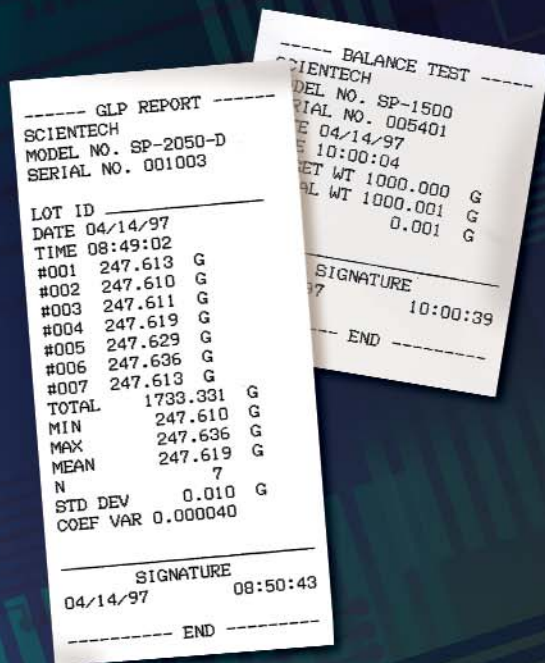 ------ GLP REPORT ------
SCIENTECH
MODEL NO. SP-2050-D
SERIAL NO. 001003
LOT ID
DATE 04/14/97
TIME 08:49:02
#001 247.613 G
#002 247.610 G
#003 247.611 G
#004 247.619 G
#005 247.629 G
#006 247.636 G
#007 247.613 G
TOTAL 1733.331 G
MIN 247.610 G
MAX 247.636 G
MEAN 247.619 G
N 7
STD DEV 0.010 G
COEF VAR 0.000040
SIGNATURE
04/14/97 08:50:43
---------- END ---------
----- BALANCE TEST -----
SCIENTECH
DEL NO. SP-1500
RIAL NO. 005401
E 04/14/97
E 10:00:04
ET WT 1000.000 G
AL WT 1000.001 G
0.001 G
SIGNATURE
97 10:00:39
--- END ---------